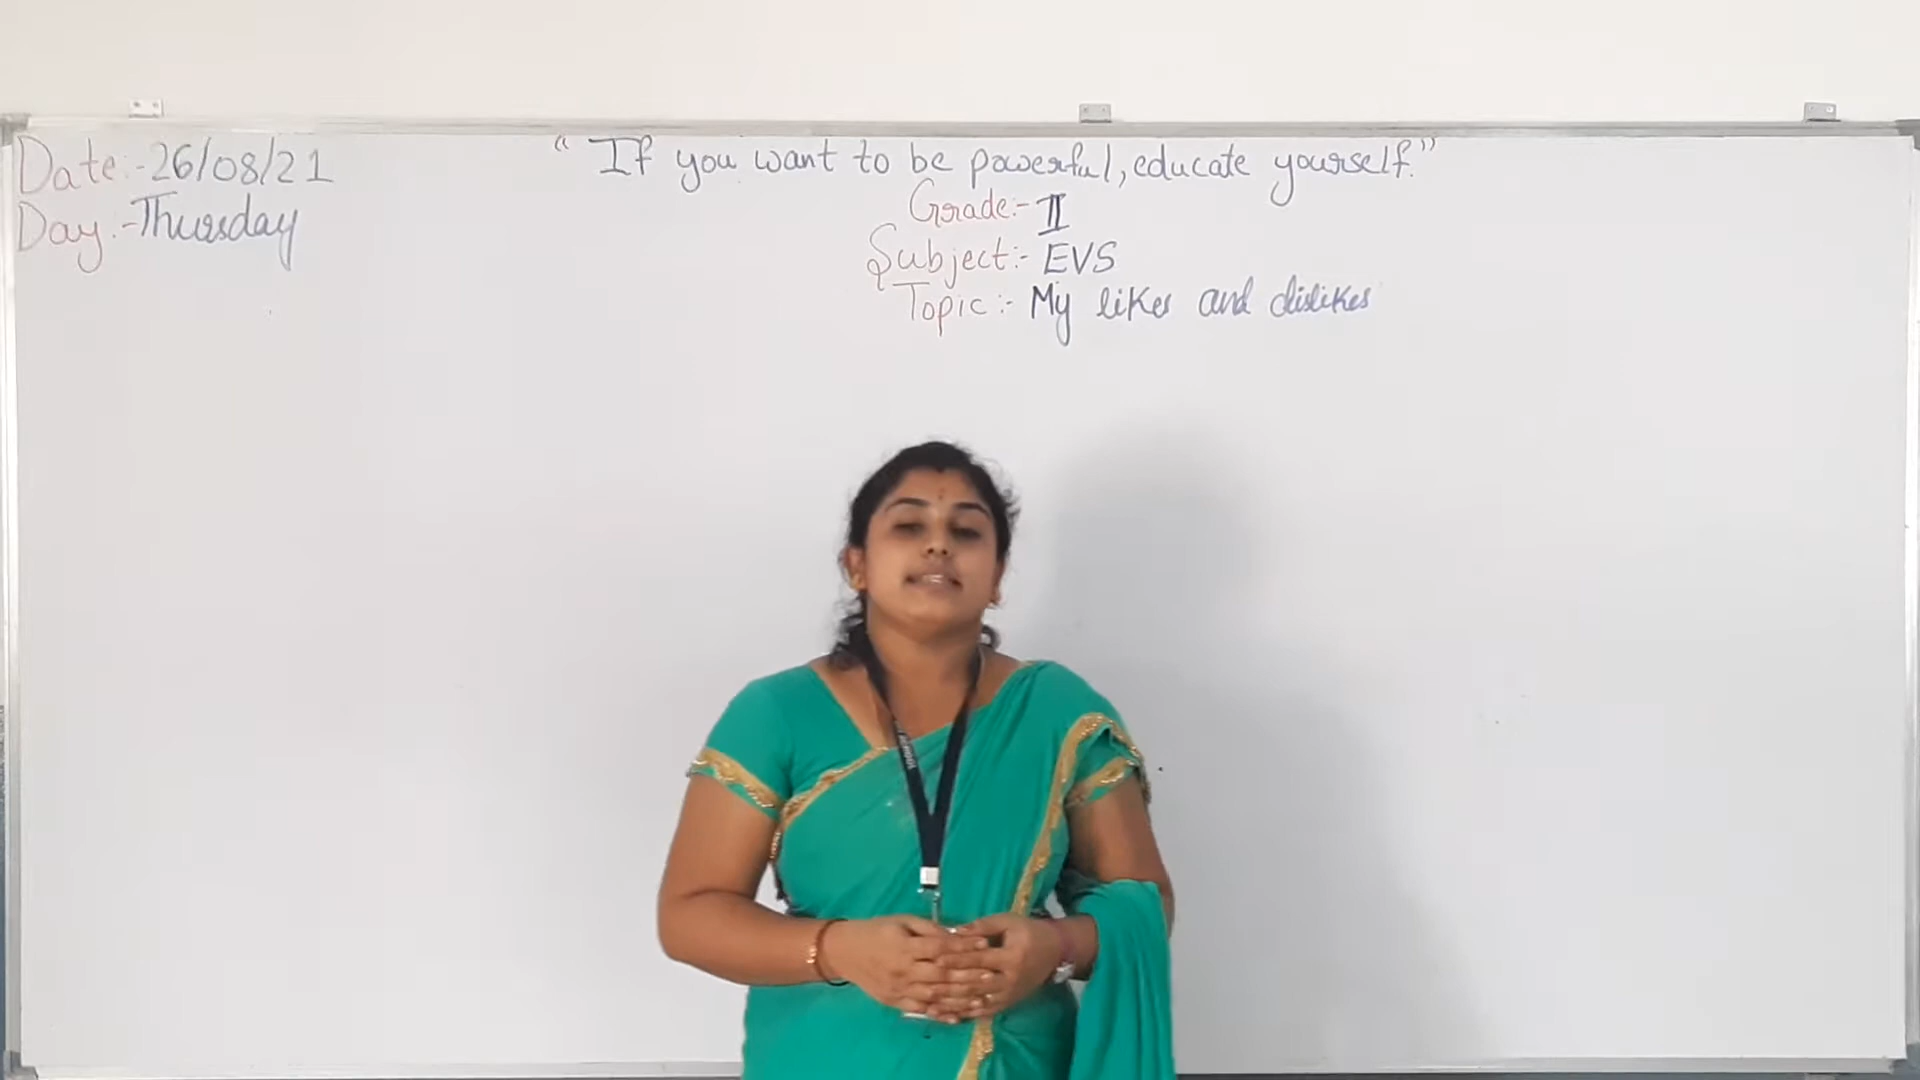 Date:-26/08/21
Day:-Thursday
"If you want to be powerful, educate yourself."
Grade:-II
Subject:- EVS
Topic:- My likes and dislikes